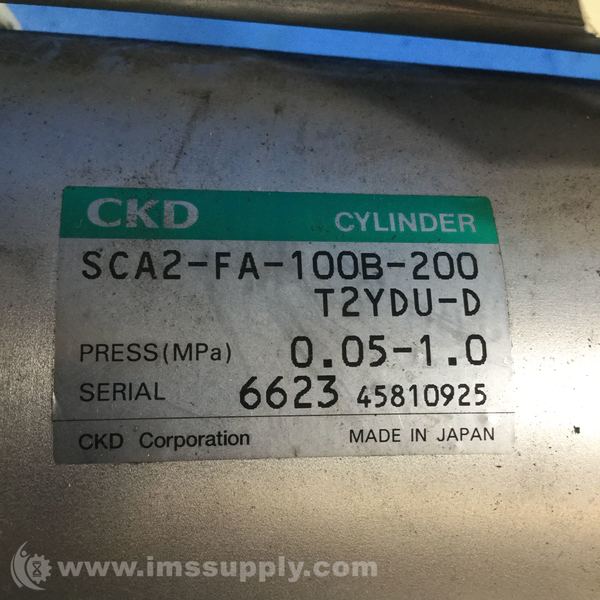 CKD CYLINDER
SCA2-FA-100B-200
T2YDU-D
PRESS(MPa) 0.05-1.0
SERIAL 6623 45810925
CKD Corporation MADE IN JAPAN
www.imssupply.com